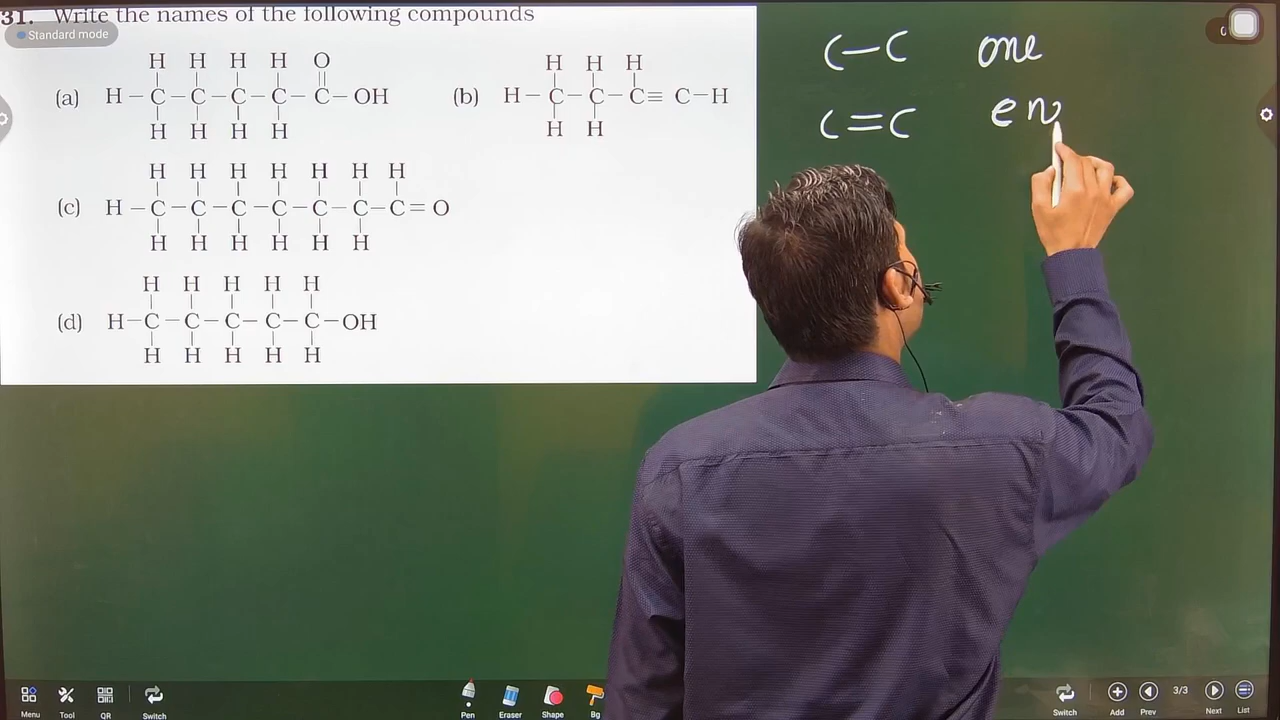 31. Write the names of the following compounds
Standard mode
H H H H O
(a) H – C – C – C – C – C – OH
H H H H
H H H
(b) H – C – C – C ≡ C – H
H H
H H H H H H H
(c) H – C – C – C – C – C – C – C = O
H H H H H H
H H H H H
(d) H – C – C – C – C – C – OH
H H H H H
C–C ane
C=C en
Menu Tool QR Switch Pen Eraser Shape Bg Switch Add Prev 3/3 Next List